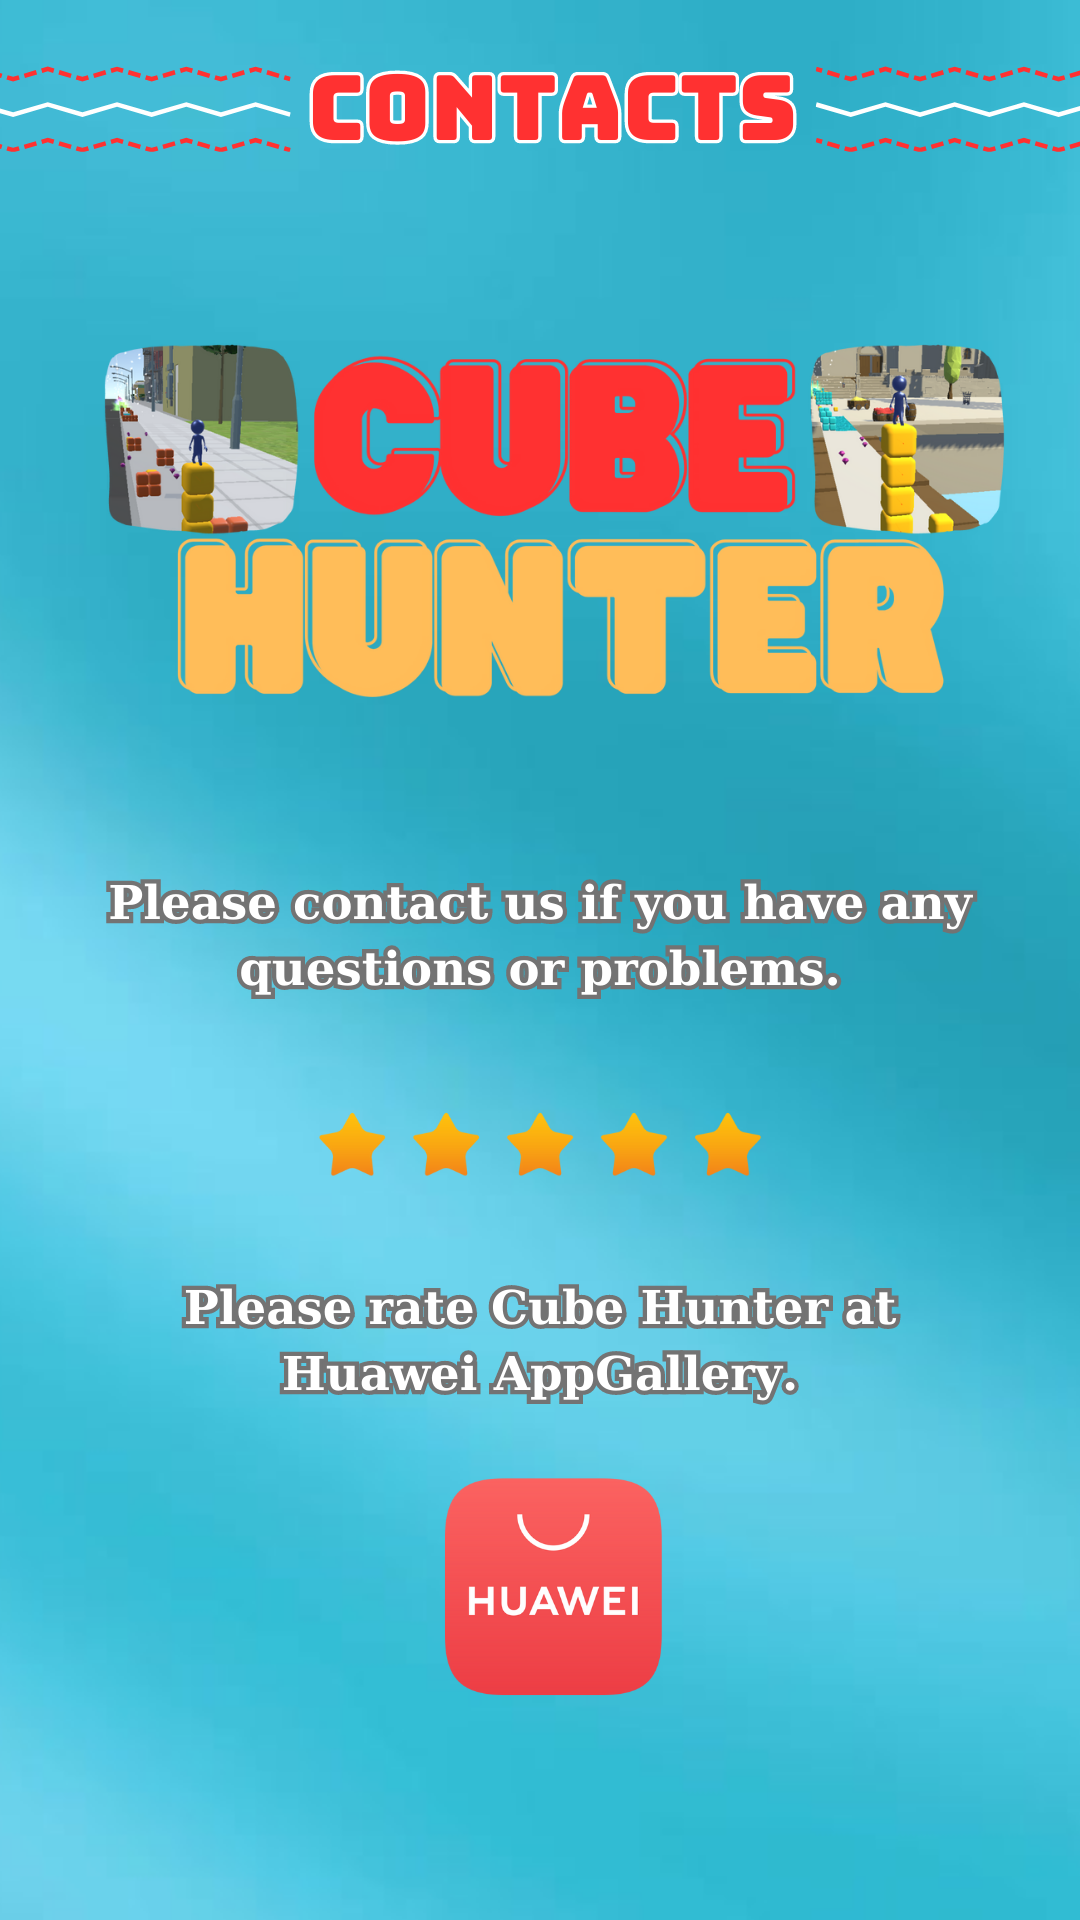 CONTACTS
CUBE
HUNTER
Please contact us if you have any
questions or problems.
Please rate Cube Hunter at
Huawei AppGallery.
HUAWEI